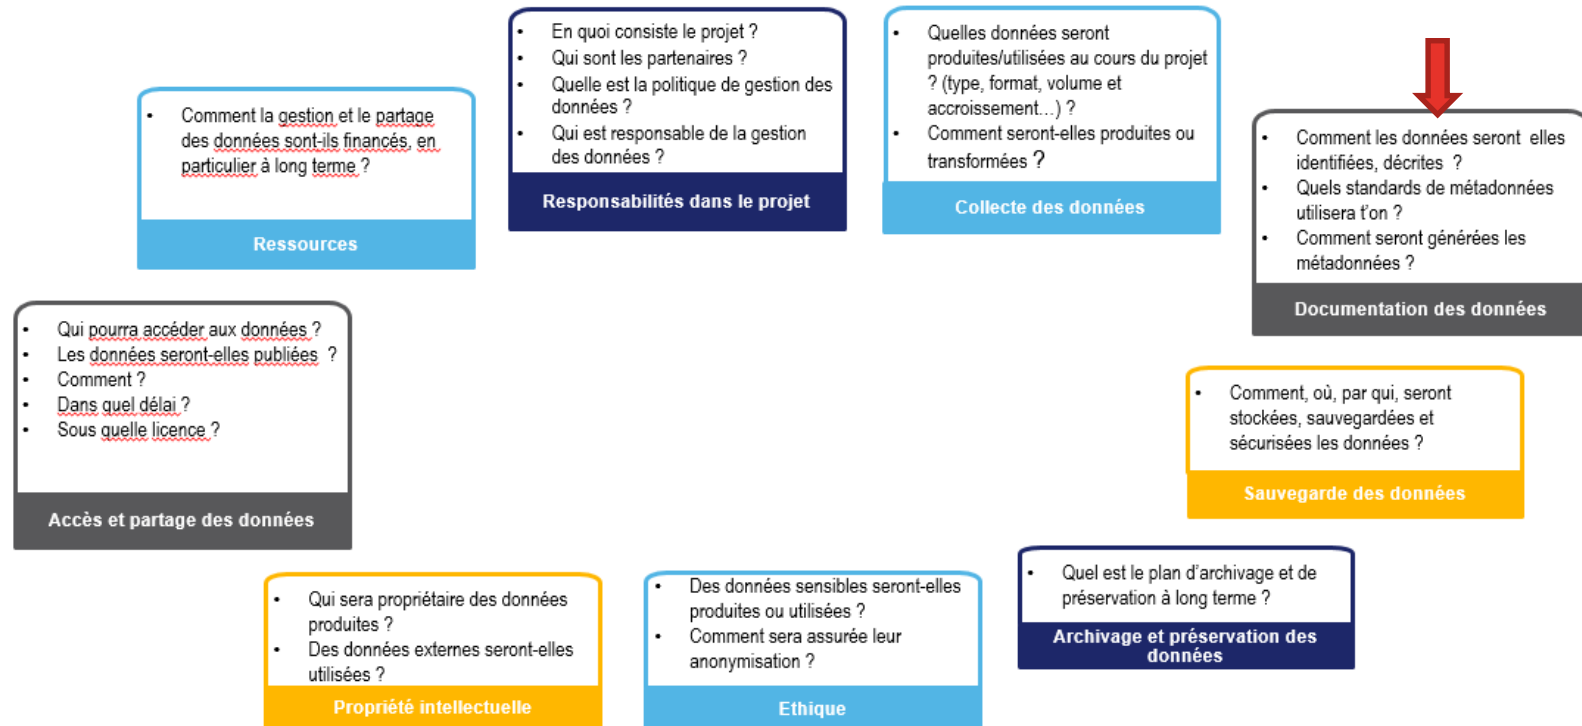 En quoi consiste le projet ?
Qui sont les partenaires ?
Quelle est la politique de gestion des
données ?
Qui est responsable de la gestion
des données ?
Responsabilités dans le projet
Quelles données seront
produites/utilisées au cours du projet
? (type, format, volume et
accroissement…) ?
Comment seront-elles produites ou
transformées ?
Collecte des données
Comment les données seront elles
identifiées, décrites ?
Quels standards de métadonnées
utilisera t'on ?
Comment seront générées les
métadonnées ?
Documentation des données
Comment, où, par qui, seront
stockées, sauvegardées et
sécurisées les données ?
Sauvegarde des données
Quel est le plan d'archivage et de
préservation à long terme ?
Archivage et préservation des
données
Des données sensibles seront-elles
produites ou utilisées ?
Comment sera assurée leur
anonymisation ?
Ethique
Qui sera propriétaire des données
produites ?
Des données externes seront-elles
utilisées ?
Propriété intellectuelle
Qui pourra accéder aux données ?
Les données seront-elles publiées ?
Comment ?
Dans quel délai ?
Sous quelle licence ?
Accès et partage des données
Comment la gestion et le partage
des données sont-ils financés, en
particulier à long terme ?
Ressources